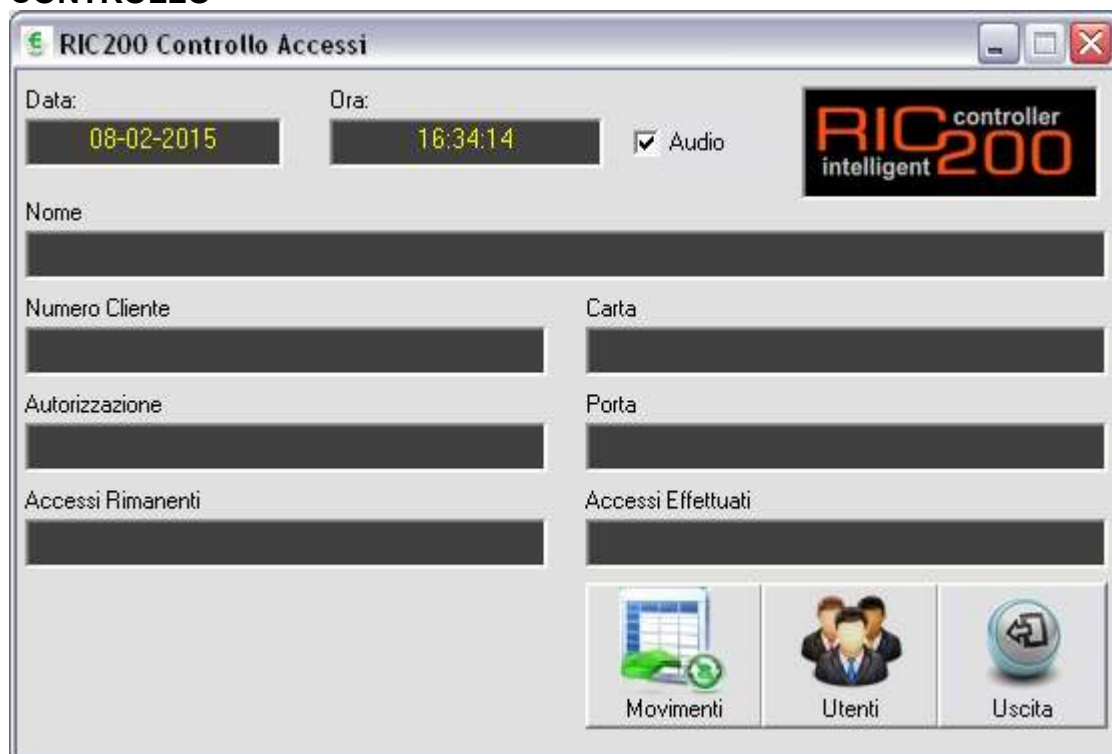 CONTROLLO
RIC200 Controllo Accessi
Data: Ora:
08-02-2015 16:34:14 Audio
RIC controller
intelligent 200
Nome
Numero Cliente Carta
Autorizzazione Porta
Accessi Rimanenti Accessi Effettuati
Movimenti Utenti Uscita